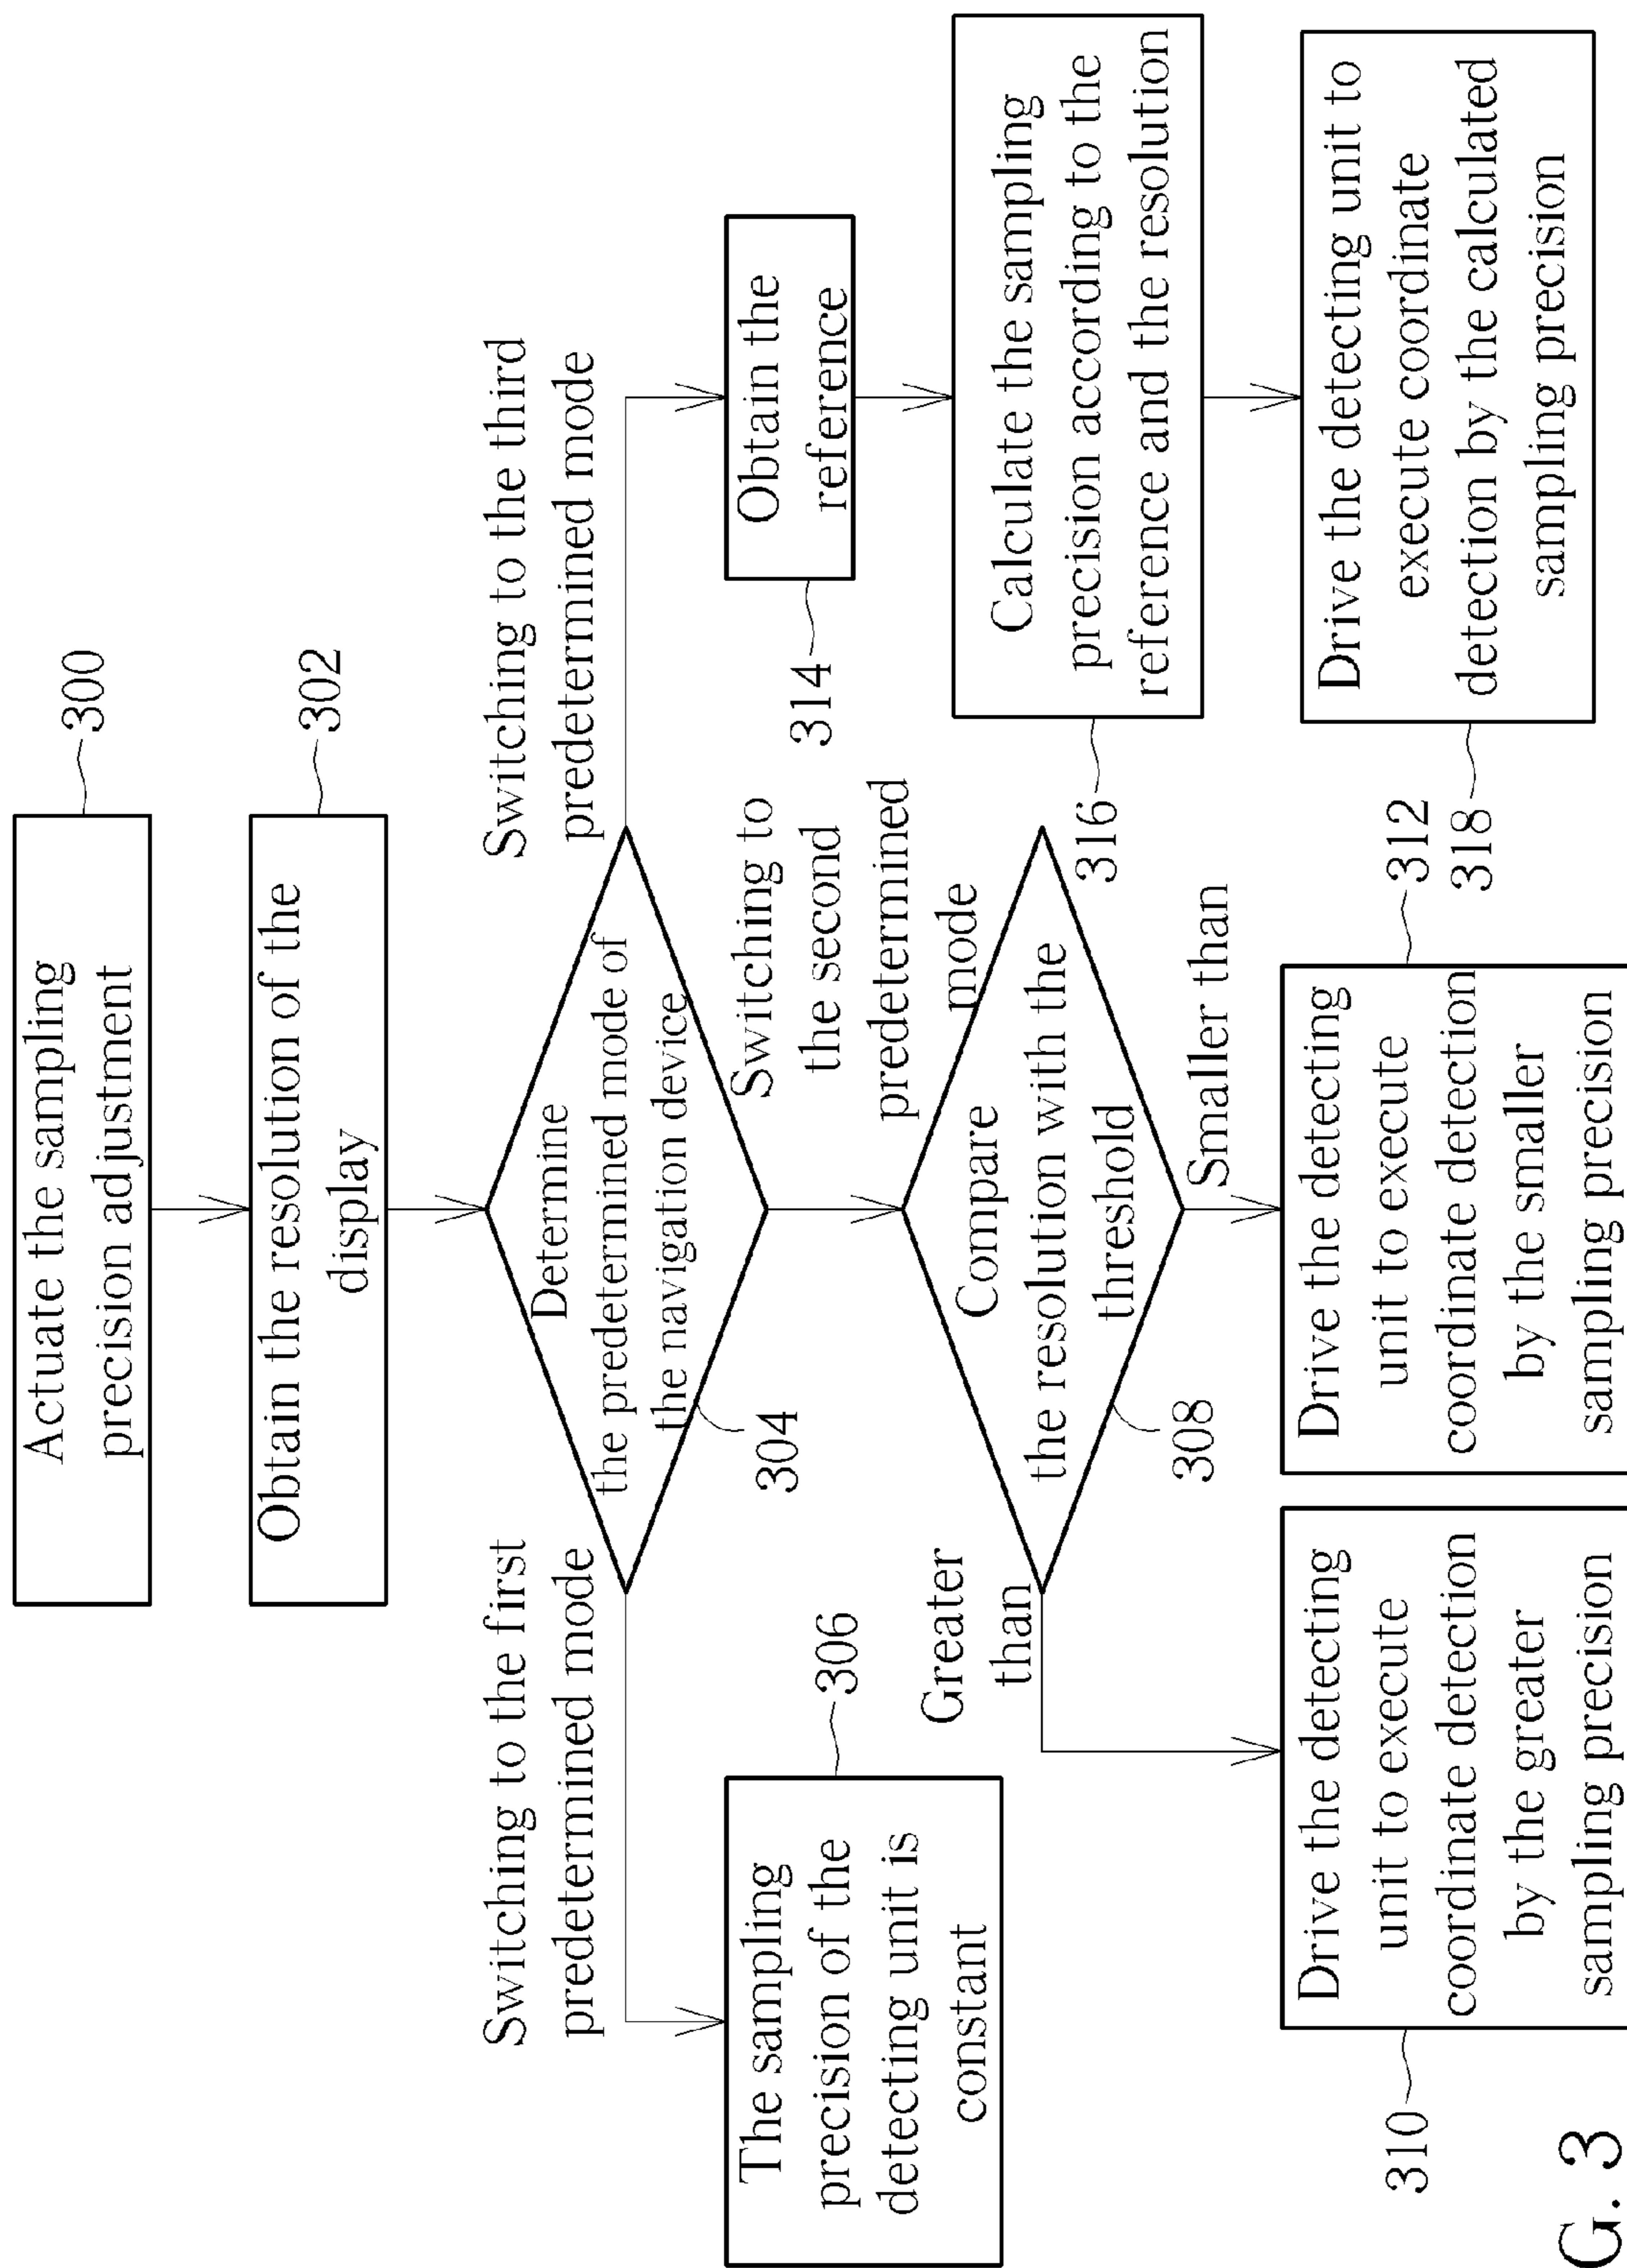 Actuate the sampling
precision adjustment
300
Obtain the resolution of the
display
302
Determine
the predetermined mode of
the navigation device
304
Switching to the first
predetermined mode
Switching to the third
predetermined mode
Switching to
the second
predetermined
mode
The sampling
precision of the
detecting unit is
constant
306
Obtain the
reference
314
Compare
the resolution with the
threshold
308
Calculate the sampling
precision according to the
reference and the resolution
316
Greater
than
Smaller than
Drive the detecting
unit to execute
coordinate detection
by the greater
sampling precision
310
Drive the detecting
unit to execute
coordinate detection
by the smaller
sampling precision
312
Drive the detecting unit to
execute coordinate
detection by the calculated
sampling precision
318
G. 3